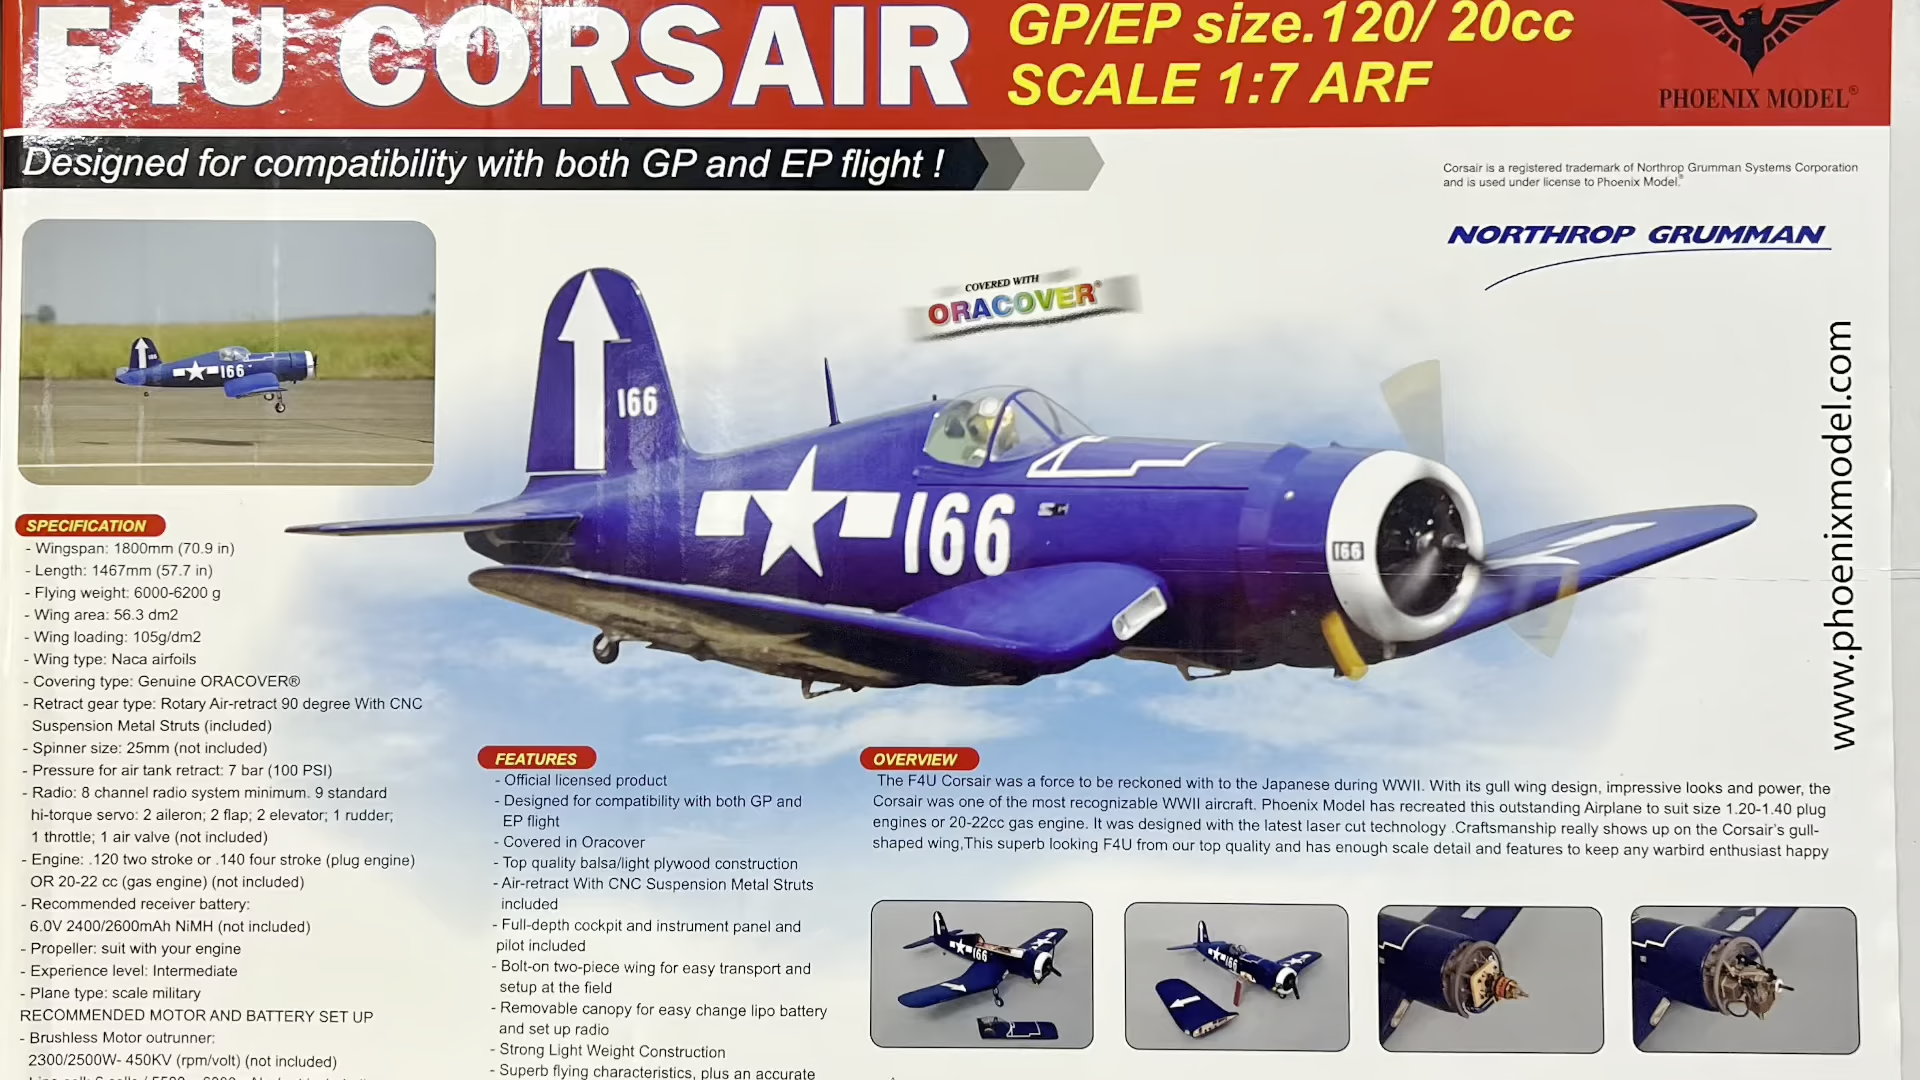 F4U CORSAIR
GP/EP size.120/ 20cc
SCALE 1:7 ARF
PHOENIX MODEL®
Designed for compatibility with both GP and EP flight !
Corsair is a registered trademark of Northrop Grumman Systems Corporation
and is used under license to Phoenix Model.®
NORTHROP GRUMMAN
COVERED WITH
ORACOVER®
www.phoenixmodel.com
166
166
166
166
SPECIFICATION
- Wingspan: 1800mm (70.9 in)
- Length: 1467mm (57.7 in)
- Flying weight: 6000-6200 g
- Wing area: 56.3 dm2
- Wing loading: 105g/dm2
- Wing type: Naca airfoils
- Covering type: Genuine ORACOVER®
- Retract gear type: Rotary Air-retract 90 degree With CNC
Suspension Metal Struts (included)
- Spinner size: 25mm (not included)
- Pressure for air tank retract: 7 bar (100 PSI)
- Radio: 8 channel radio system minimum. 9 standard
hi-torque servo: 2 aileron; 2 flap; 2 elevator; 1 rudder;
1 throttle; 1 air valve (not included)
- Engine: .120 two stroke or .140 four stroke (plug engine)
OR 20-22 cc (gas engine) (not included)
- Recommended receiver battery:
6.0V 2400/2600mAh NiMH (not included)
- Propeller: suit with your engine
- Experience level: Intermediate
- Plane type: scale military
RECOMMENDED MOTOR AND BATTERY SET UP
- Brushless Motor outrunner:
2300/2500W- 450KV (rpm/volt) (not included)
FEATURES
- Official licensed product
- Designed for compatibility with both GP and
EP flight
- Covered in Oracover
- Top quality balsa/light plywood construction
- Air-retract With CNC Suspension Metal Struts
included
- Full-depth cockpit and instrument panel and
pilot included
- Bolt-on two-piece wing for easy transport and
setup at the field
- Removable canopy for easy change lipo battery
and set up radio
- Strong Light Weight Construction
- Superb flying characteristics, plus an accurate
OVERVIEW
The F4U Corsair was a force to be reckoned with to the Japanese during WWII. With its gull wing design, impressive looks and power, the
Corsair was one of the most recognizable WWII aircraft. Phoenix Model has recreated this outstanding Airplane to suit size 1.20-1.40 plug
engines or 20-22cc gas engine. It was designed with the latest laser cut technology .Craftsmanship really shows up on the Corsair's gull-
shaped wing,This superb looking F4U from our top quality and has enough scale detail and features to keep any warbird enthusiast happy
166
166